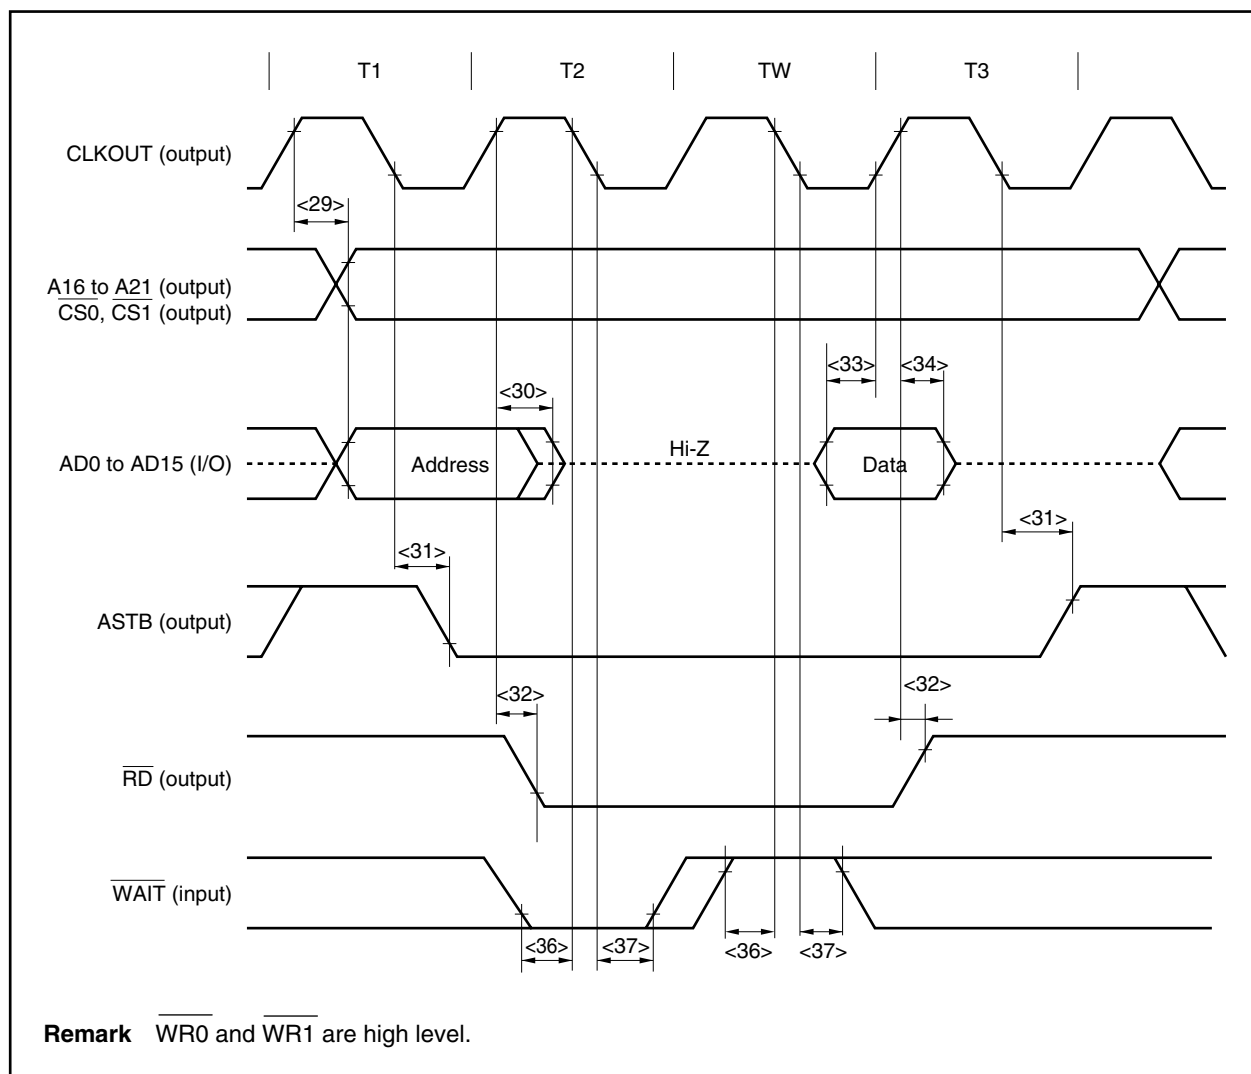 T1 T2 TW T3
CLKOUT (output)
<29>
A16 to A21 (output)
CS0, CS1 (output)
<33> <34>
<30>
Hi-Z
AD0 to AD15 (I/O) Address Data
<31>
<31>
ASTB (output)
<32>
<32>
RD (output)
WAIT (input)
<36> <37> <36> <37>
Remark WR0 and WR1 are high level.